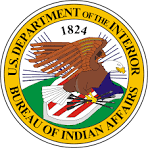 U.S. DEPARTMENT OF THE INTERIOR
1824
BUREAU OF INDIAN AFFAIRS